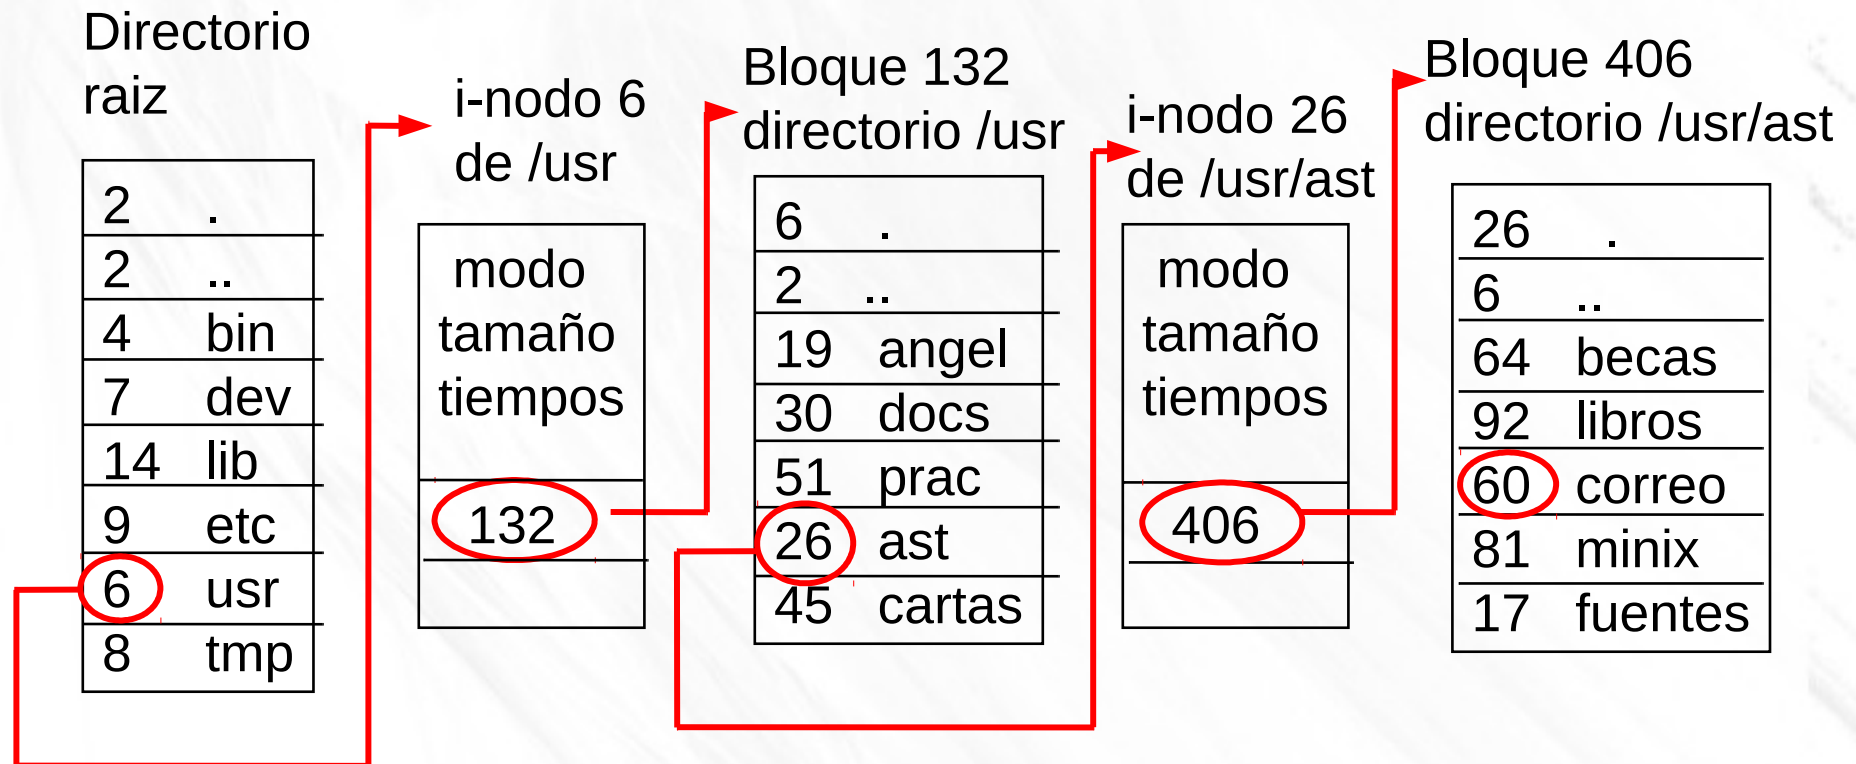 Directorio
raiz
2 .
2 ..
4 bin
7 dev
14 lib
9 etc
6 usr
8 tmp
i-nodo 6
de /usr
modo
tamaño
tiempos
132
Bloque 132
directorio /usr
6 .
2 ..
19 angel
30 docs
51 prac
26 ast
45 cartas
i-nodo 26
de /usr/ast
modo
tamaño
tiempos
406
Bloque 406
directorio /usr/ast
26 .
6 ..
64 becas
92 libros
60 correo
81 minix
17 fuentes